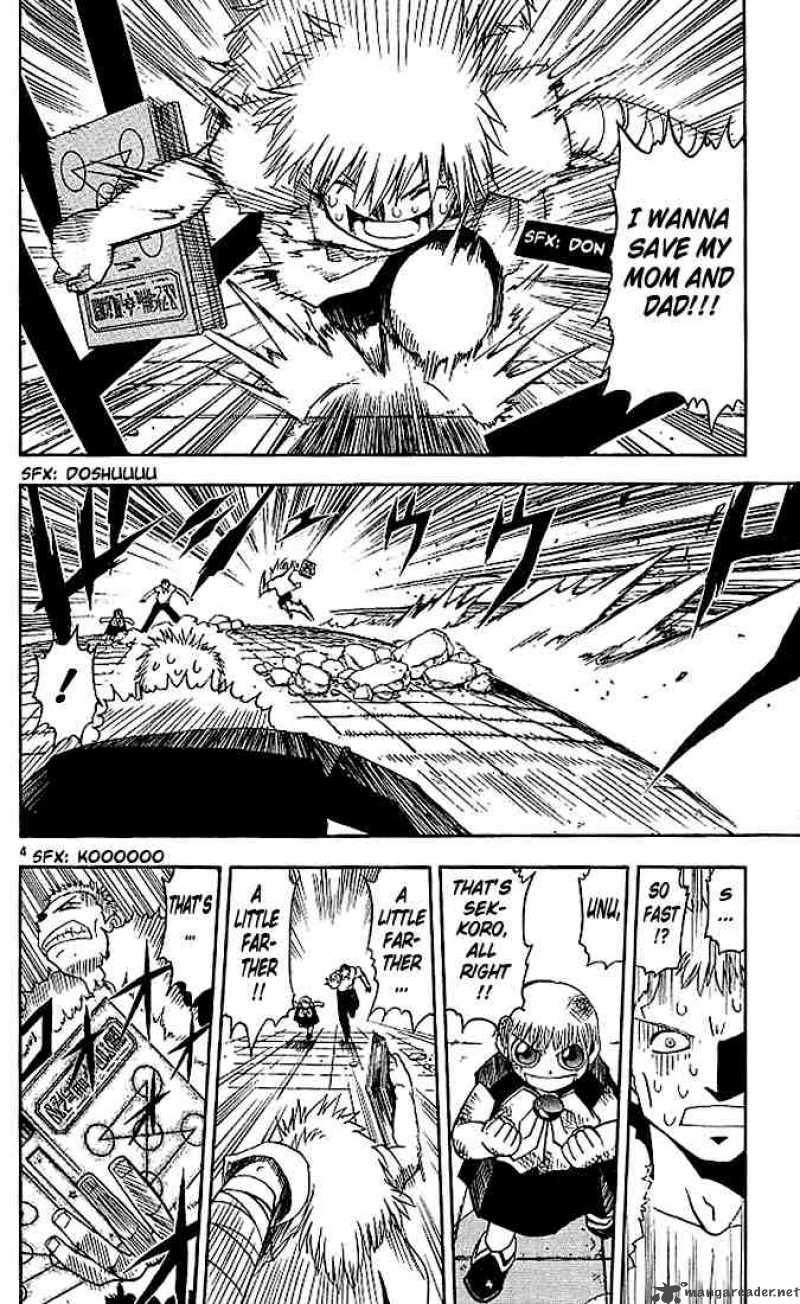 I WANNA
SAVE MY
MOM AND
DAD!!!
SFX: DON
SFX: DOSHUUUU
!
4
SFX: KOOOOOO
S
...
SO
FAST
!?
UNU,
THAT'S
SEK-
KORO,
ALL
RIGHT
!!
A
LITTLE
FAR-
THER
...
A
LITTLE
FAR-
THER
!!
THAT'S
...
mangareader.net